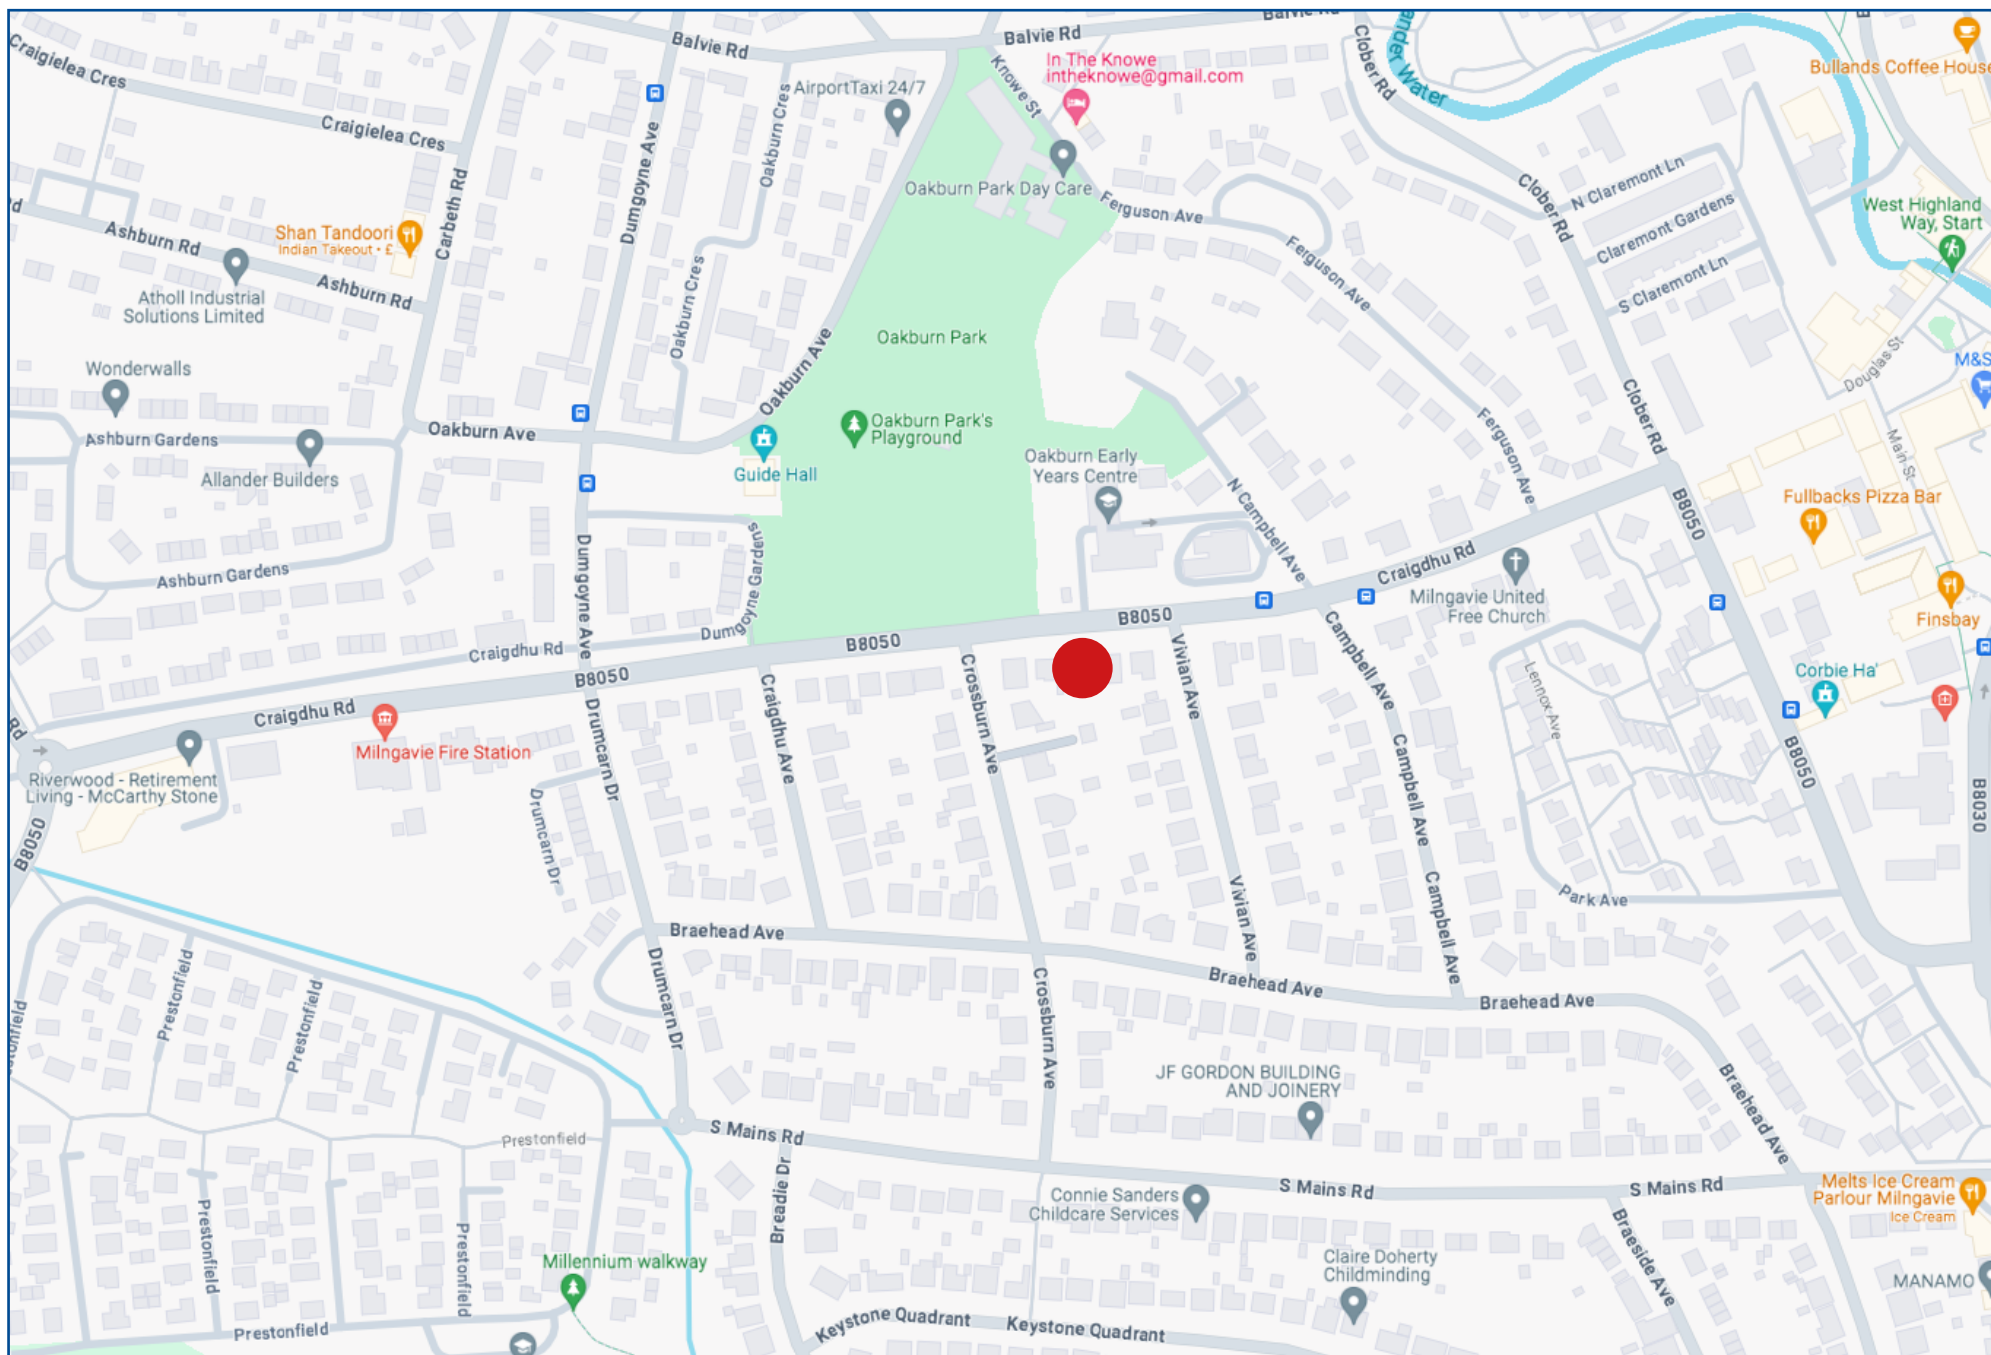 Balvie Rd
Craigielea Cres
Balvie Rd
Balvie Rd
Clober Rd
Water
Bullands Coffee House
In The Knowe
intheknowe@gmail.com
Knowe St
AirportTaxi 24/7
Craigielea Cres
Oakburn Cres
Dumgoyne Ave
Carbeth Rd
Oakburn Park Day Care
Ferguson Ave
Clober Rd
N Claremont Ln
Claremont Gardens
S Claremont Ln
West Highland
Way, Start
Ashburn Rd
Shan Tandoori
Indian Takeout • £
Atholl Industrial
Solutions Limited
Ashburn Rd
Oakburn Cres
Ferguson Ave
Oakburn Park
Oakburn Ave
Wonderwalls
Douglas St
M&S
Clober Rd
Ashburn Gardens
Oakburn Ave
Oakburn Park's
Playground
Ferguson Ave
Main St
Allander Builders
Guide Hall
Oakburn Early
Years Centre
N Campbell Ave
B8050
Fullbacks Pizza Bar
Ashburn Gardens
Dumgoyne Ave
Dumgoyne Gardens
Craigdhu Rd
Milngavie United
Free Church
Finsbay
Craigdhu Rd
B8050
B8050
B8050
Vivian Ave
Campbell Ave
Lennox Ave
Corbie Ha'
Rd
Craigdhu Rd
Milngavie Fire Station
Drumcarn Dr
Craigdhu Ave
Crossburn Ave
Campbell Ave
B8050
B8030
Riverwood - Retirement
Living - McCarthy Stone
B8050
Drumcarn Dr
Vivian Ave
Campbell Ave
Park Ave
Braehead Ave
Drumcarn Dr
Crossburn Ave
Braehead Ave
Braehead Ave
Prestonfield
Prestonfield
JF GORDON BUILDING
AND JOINERY
Braehead Ave
Prestonfield
S Mains Rd
Breadie Dr
Connie Sanders
Childcare Services
S Mains Rd
S Mains Rd
Melts Ice Cream
Parlour Milngavie
Ice Cream
Prestonfield
Prestonfield
Millennium walkway
Claire Doherty
Childminding
Braeside Ave
MANAMO
Prestonfield
Keystone Quadrant
Keystone Quadrant